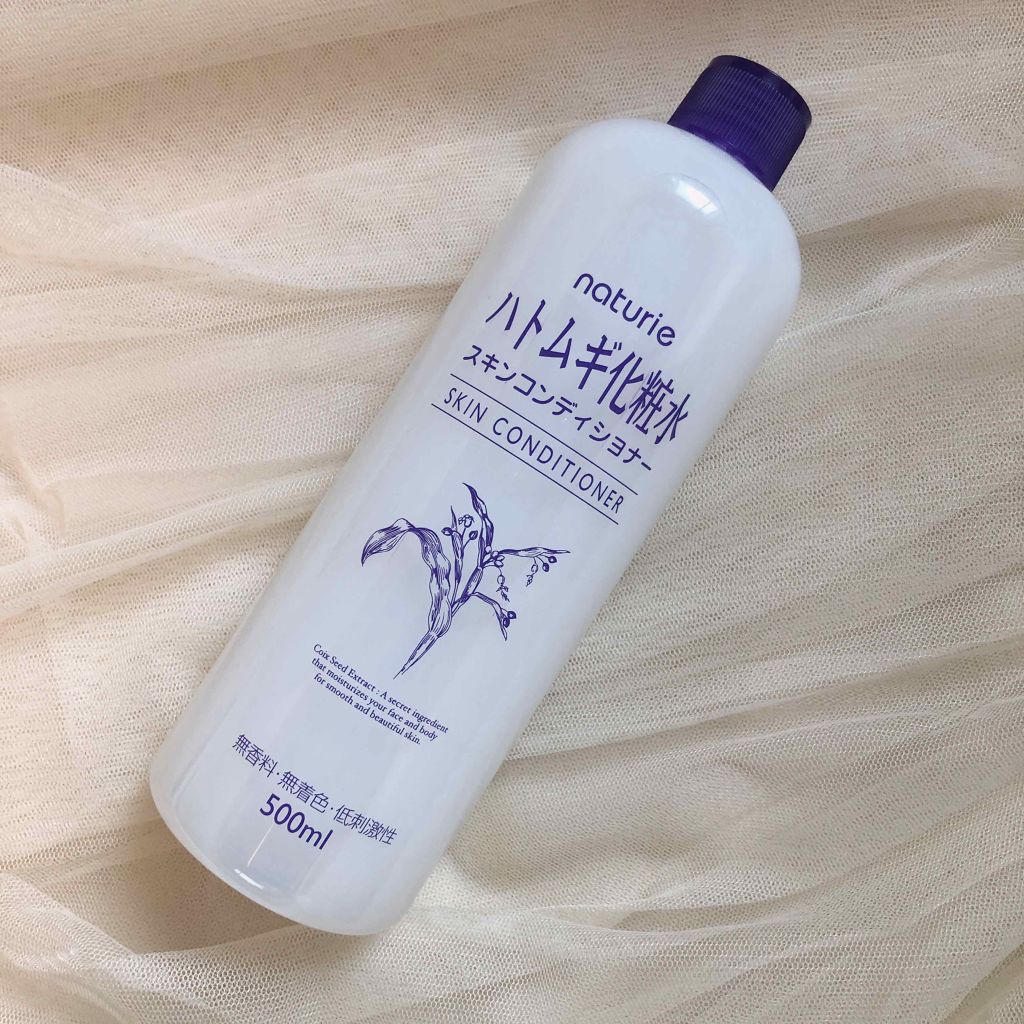 naturie
ハトムギ化粧水
スキンコンディショナー
SKIN CONDITIONER
Coix Seed Extract : A secret ingredient
that moisturizes your face and body
for smooth and beautiful skin.
無香料·無着色·低刺激性
500ml